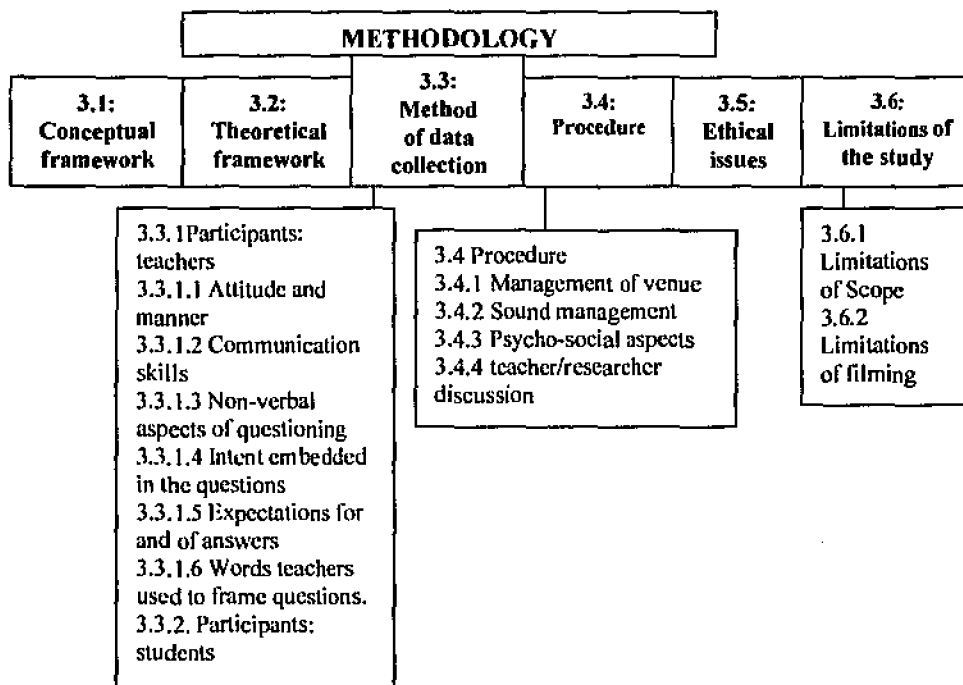 METHODOLOGY
3.1:
Conceptual
framework
3.2:
Theoretical
framework
3.3:
Method
of data
collection
3.4:
Procedure
3.5:
Ethical
issues
3.6:
Limitations of
the study
3.3.1Participants:
teachers
3.3.1.1 Attitude and
manner
3.3.1.2 Communication
skills
3.3.1.3 Non-verbal
aspects of questioning
3.3.1.4 Intent embedded
in the questions
3.3.1.5 Expectations for
and of answers
3.3.1.6 Words teachers
used to frame questions.
3.3.2. Participants:
students
3.4 Procedure
3.4.1 Management of venue
3.4.2 Sound management
3.4.3 Psycho-social aspects
3.4.4 teacher/researcher
discussion
3.6.1
Limitations
of Scope
3.6.2
Limitations
of filming